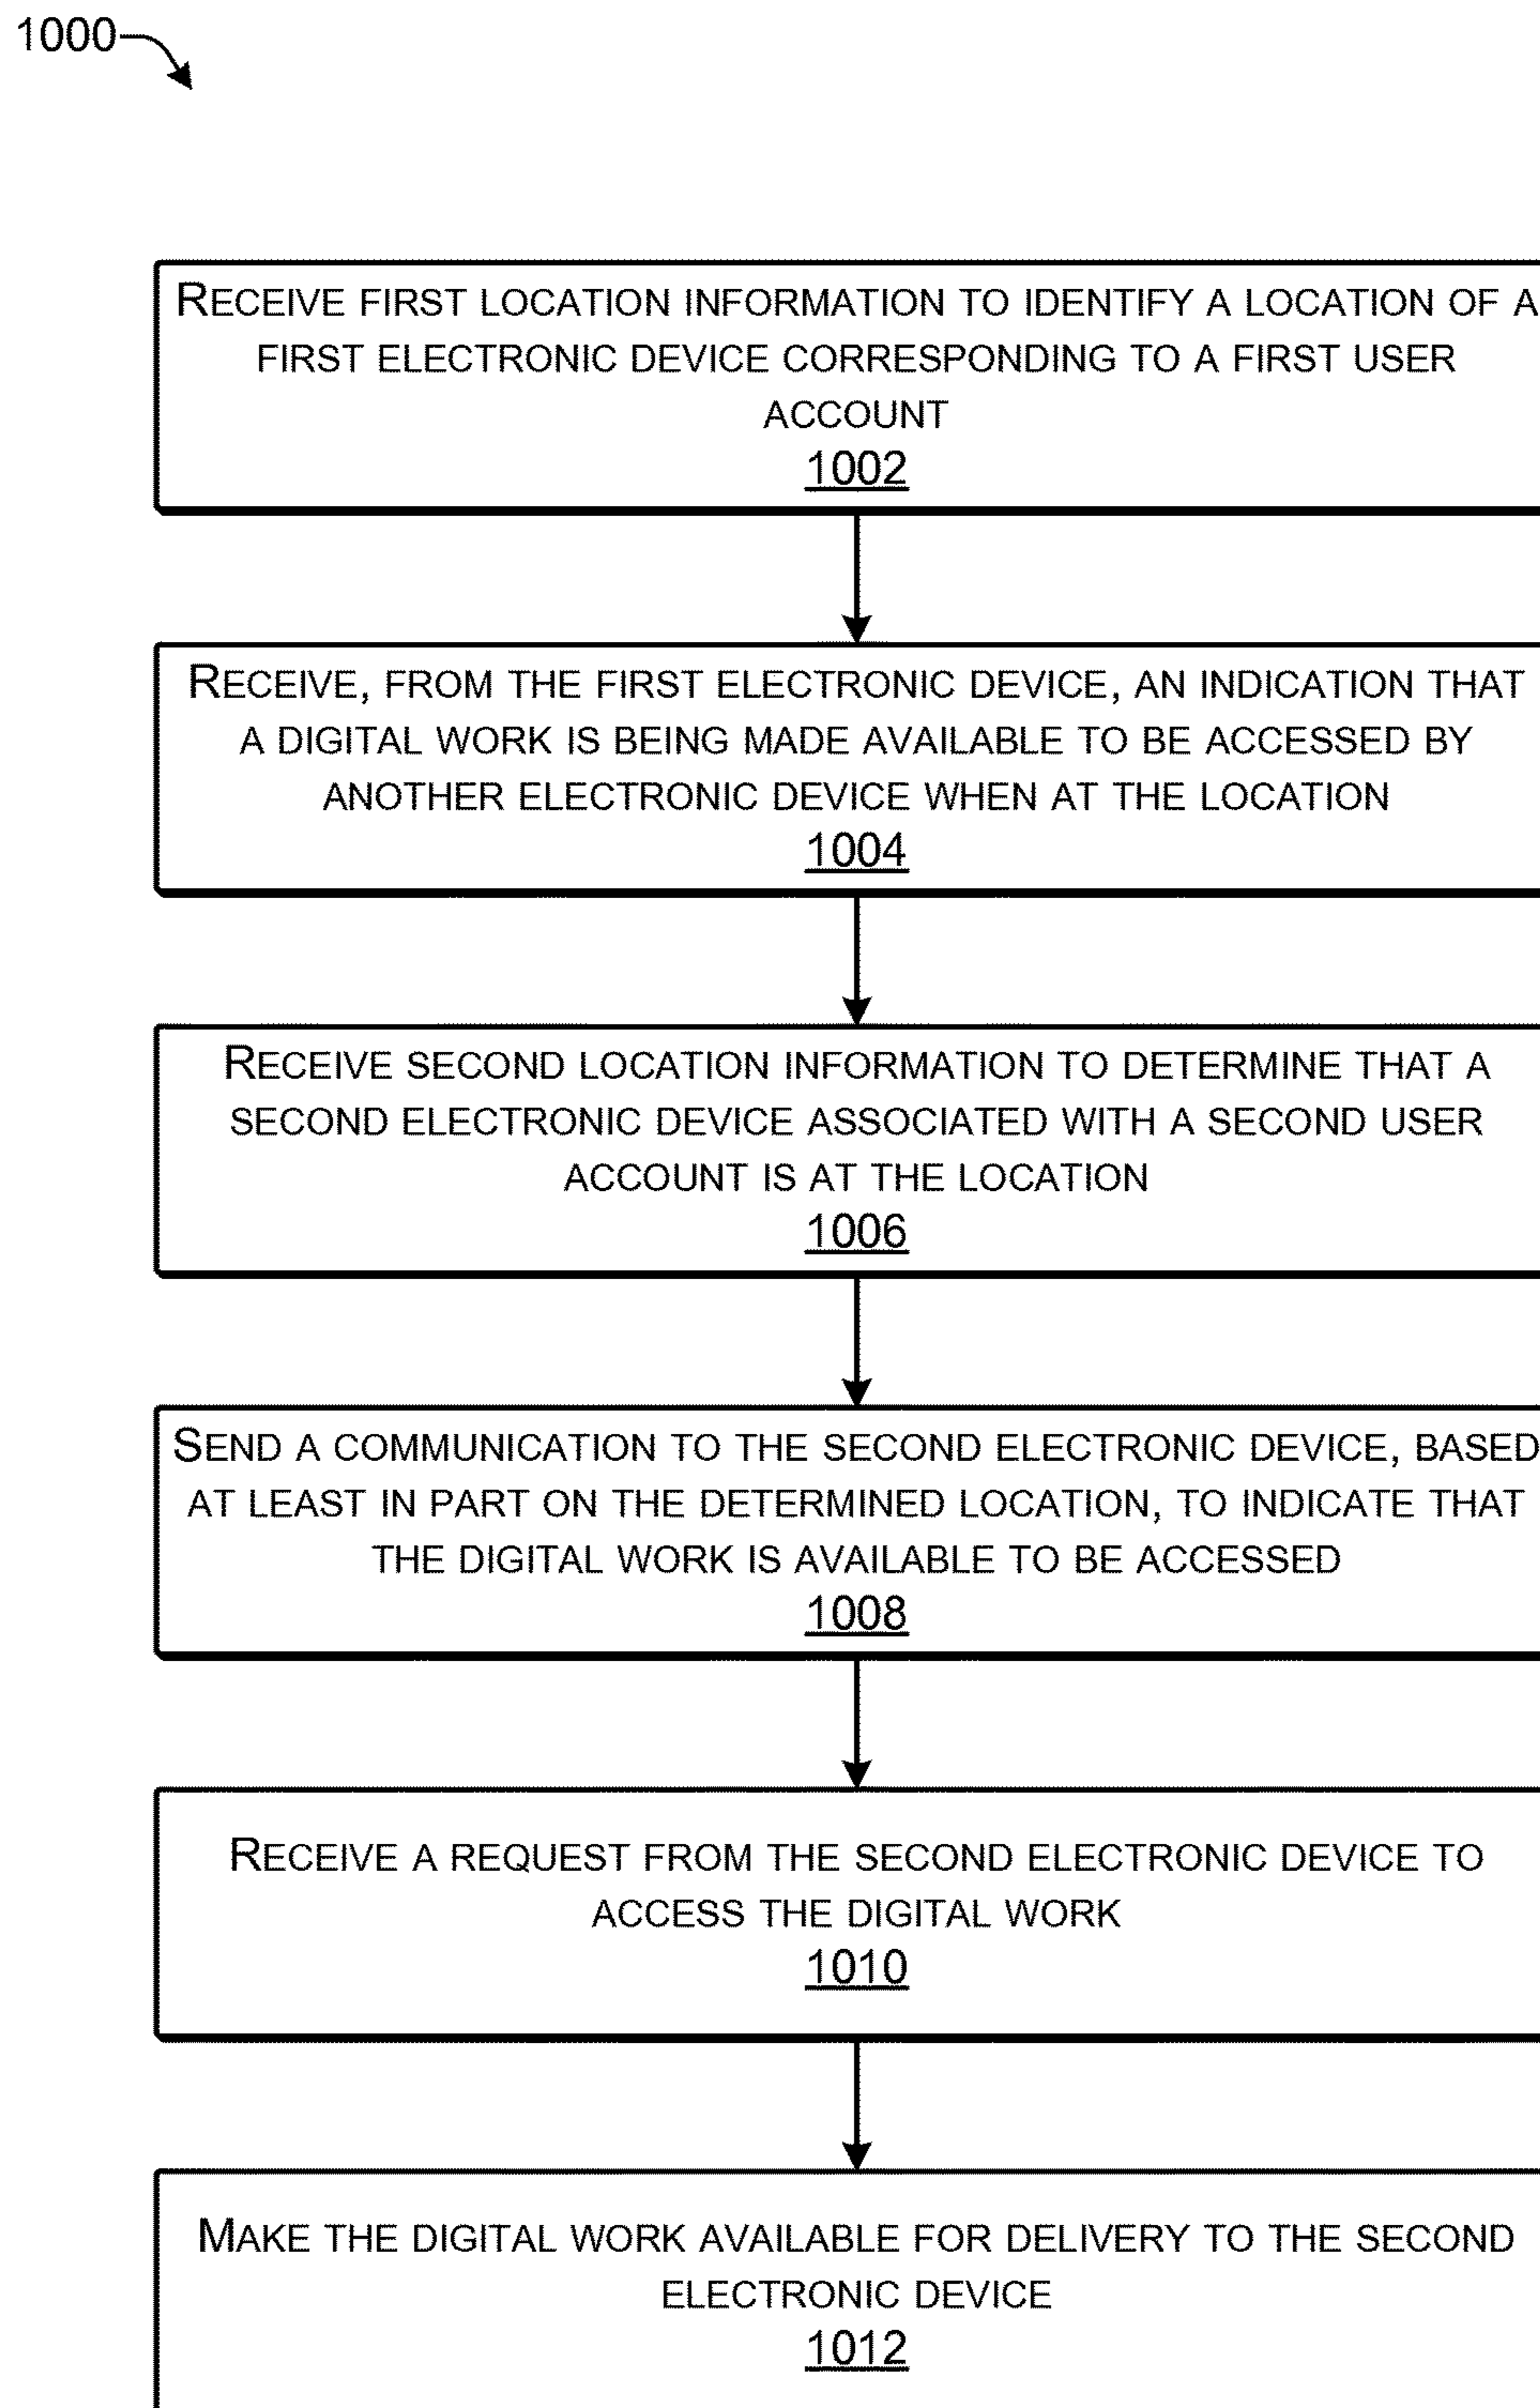 1000
RECEIVE FIRST LOCATION INFORMATION TO IDENTIFY A LOCATION OF A
FIRST ELECTRONIC DEVICE CORRESPONDING TO A FIRST USER
ACCOUNT
1002
RECEIVE, FROM THE FIRST ELECTRONIC DEVICE, AN INDICATION THAT
A DIGITAL WORK IS BEING MADE AVAILABLE TO BE ACCESSED BY
ANOTHER ELECTRONIC DEVICE WHEN AT THE LOCATION
1004
RECEIVE SECOND LOCATION INFORMATION TO DETERMINE THAT A
SECOND ELECTRONIC DEVICE ASSOCIATED WITH A SECOND USER
ACCOUNT IS AT THE LOCATION
1006
SEND A COMMUNICATION TO THE SECOND ELECTRONIC DEVICE, BASED
AT LEAST IN PART ON THE DETERMINED LOCATION, TO INDICATE THAT
THE DIGITAL WORK IS AVAILABLE TO BE ACCESSED
1008
RECEIVE A REQUEST FROM THE SECOND ELECTRONIC DEVICE TO
ACCESS THE DIGITAL WORK
1010
MAKE THE DIGITAL WORK AVAILABLE FOR DELIVERY TO THE SECOND
ELECTRONIC DEVICE
1012